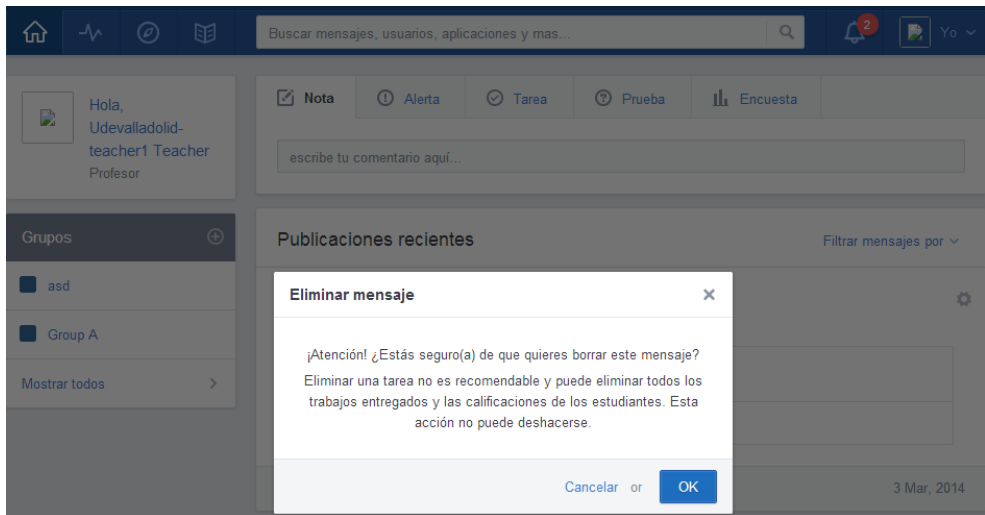 Buscar mensajes, usuarios, aplicaciones y mas...
2
Yo
Hola,
Udevalladolid-
teacher1 Teacher
Profesor
Nota
Alerta
Tarea
Prueba
Encuesta
escribe tu comentario aquí...
Grupos
asd
Group A
Mostrar todos
Publicaciones recientes
Filtrar mensajes por
Eliminar mensaje
¡Atención! ¿Estás seguro(a) de que quieres borrar este mensaje?
Eliminar una tarea no es recomendable y puede eliminar todos los
trabajos entregados y las calificaciones de los estudiantes. Esta
acción no puede deshacerse.
Cancelar or OK
3 Mar, 2014